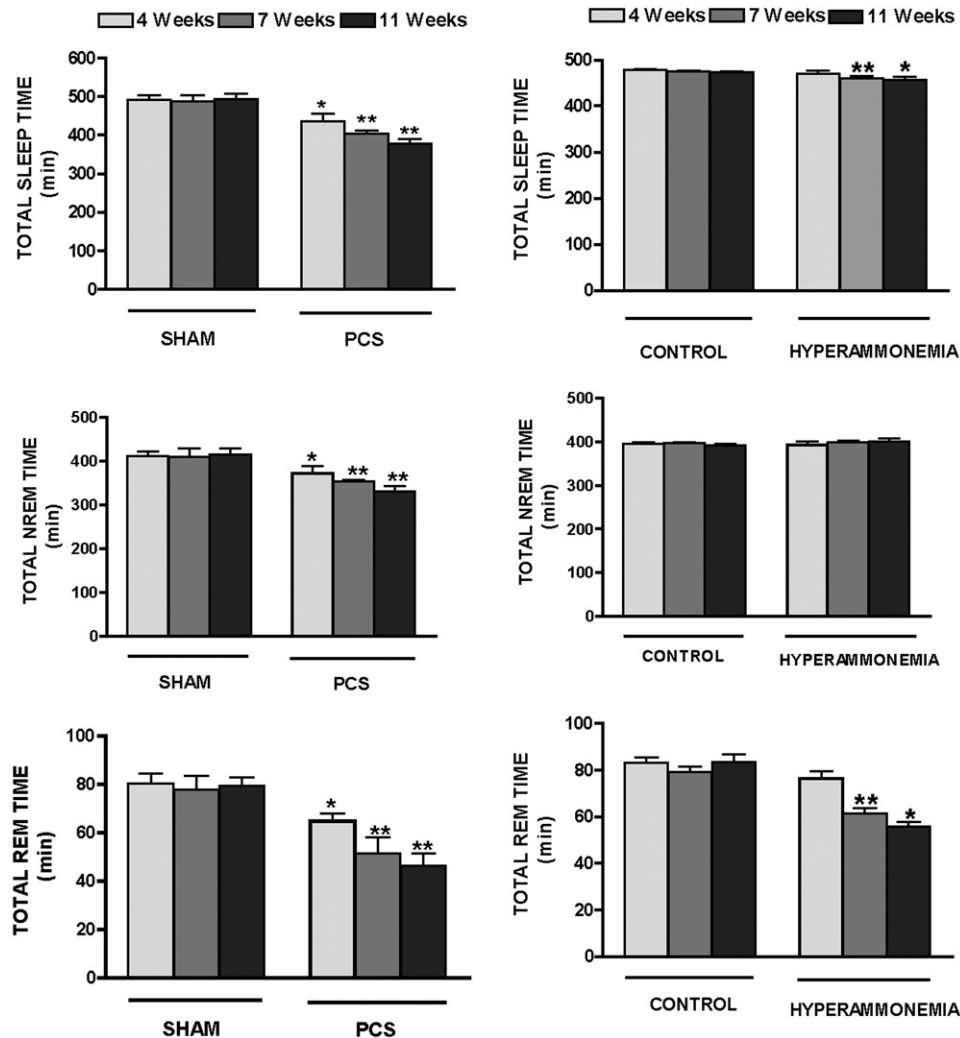 4 Weeks 7 Weeks 11 Weeks
TOTAL SLEEP TIME
(min)
600
500
400
300
200
100
0
*
**
**
SHAM PCS
4 Weeks 7 Weeks 11 Weeks
TOTAL SLEEP TIME
(min)
500
400
300
200
100
0
**
*
CONTROL HYPERAMMONEMIA
TOTAL NREM TIME
(min)
500
400
300
200
100
0
*
**
**
SHAM PCS
TOTAL NREM TIME
(min)
500
400
300
200
100
0
CONTROL HYPERAMMONEMIA
TOTAL REM TIME
(min)
100
80
60
40
20
0
*
**
**
SHAM PCS
TOTAL REM TIME
(min)
100
80
60
40
20
0
**
*
CONTROL HYPERAMMONEMIA